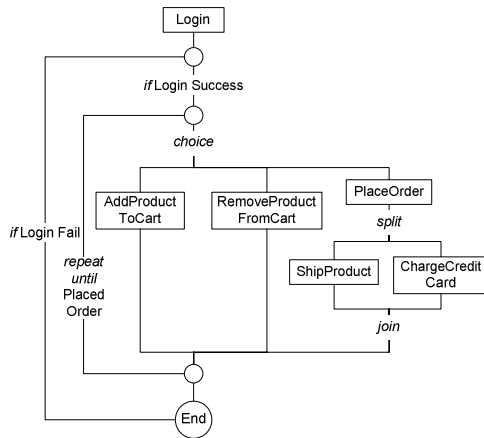 Login
if Login Success
choice
AddProduct
ToCart
RemoveProduct
FromCart
PlaceOrder
split
if Login Fail
repeat
until
Placed
Order
ShipProduct
ChargeCredit
Card
join
End